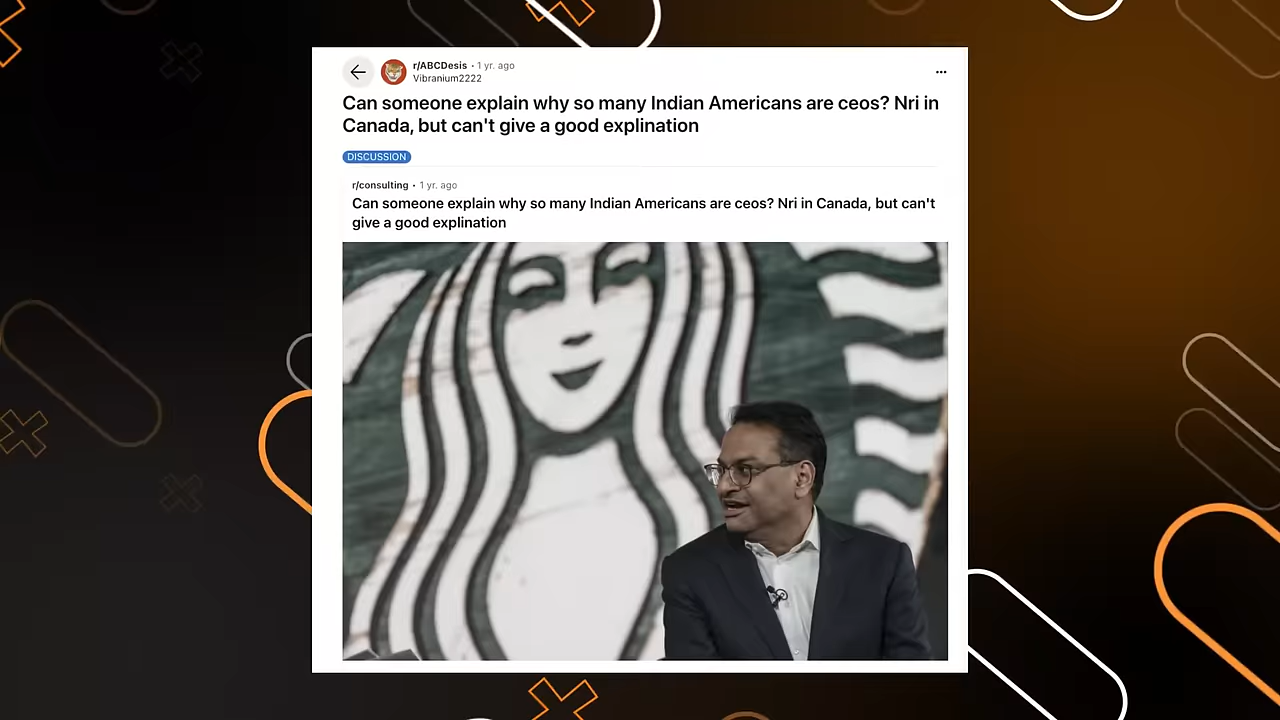 r/ABCDesis • 1 yr. ago
Vibranium2222
Can someone explain why so many Indian Americans are ceos? Nri in
Canada, but can't give a good explination
DISCUSSION
r/consulting • 1 yr. ago
Can someone explain why so many Indian Americans are ceos? Nri in Canada, but can't
give a good explination